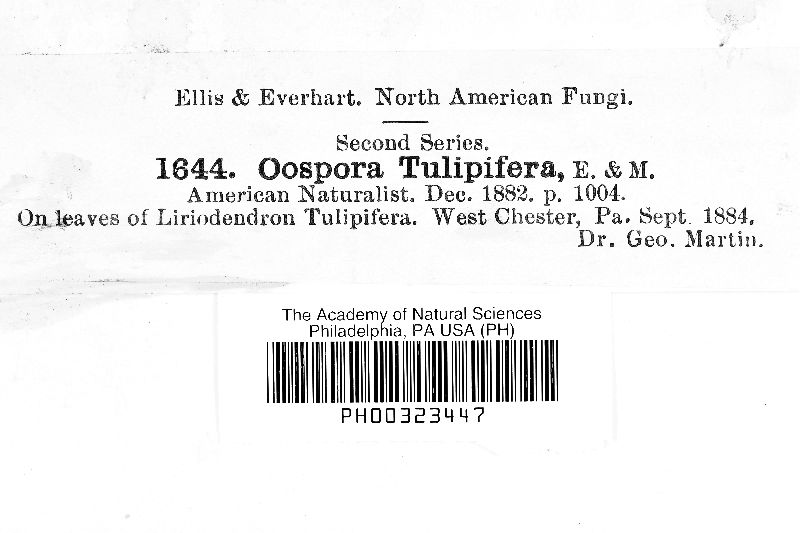 Ellis & Everhart. North American Fungi.
Second Series.
1644. Oospora Tulipifera, E. & M.
American Naturalist. Dec. 1882. p. 1004.
On leaves of Liriodendron Tulipifera. West Chester, Pa. Sept. 1884.
Dr. Geo. Martin.
The Academy of Natural Sciences
Philadelphia, PA USA (PH)
PH00323447